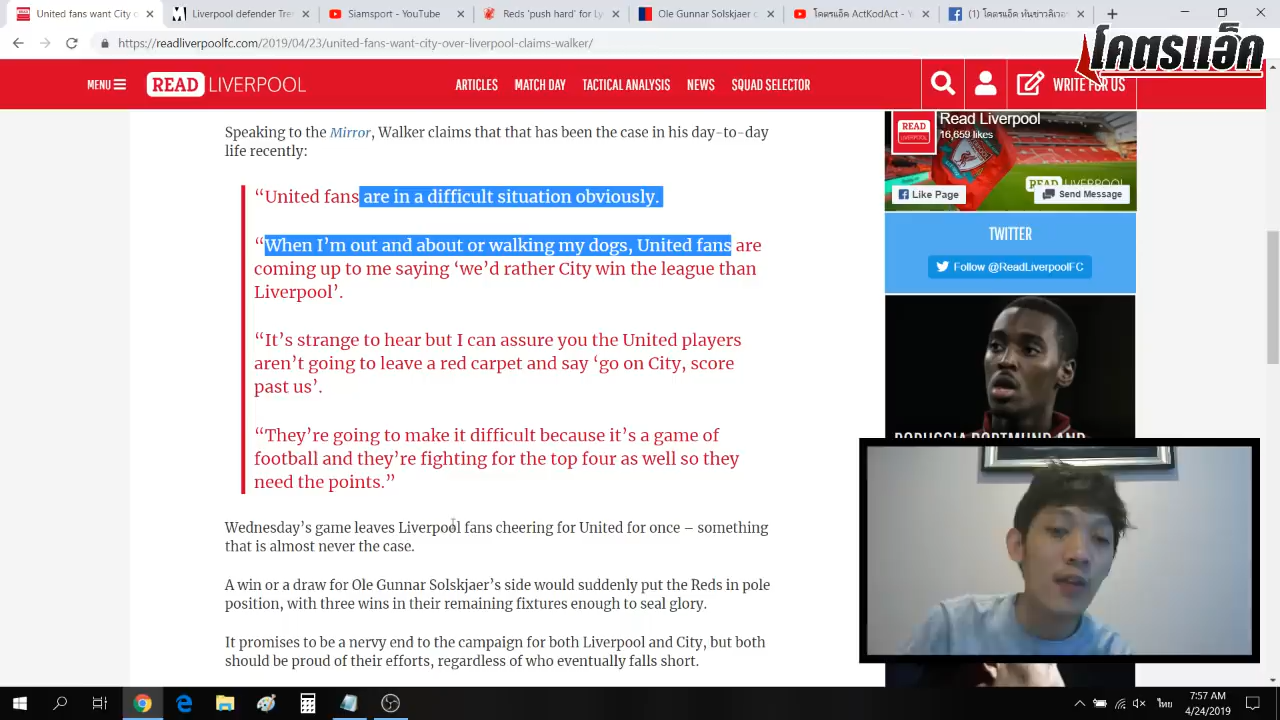 United fans want City ov
Liverpool defender Tren
Siamsport - YouTube
Reds 'push hard' for Ly
Ole Gunnar Solskjaer c
โคตรแอ็ค ActKodAct - Y
(1) โคตรแอ็ค
https://readliverpoolfc.com/2019/04/23/united-fans-want-city-over-liverpool-claims-walker/
โคตรแอ็ค
MENU
READ LIVERPOOL
ARTICLES
MATCH DAY
TACTICAL ANALYSIS
NEWS
SQUAD SELECTOR
WRITE FOR US
Speaking to the Mirror, Walker claims that that has been the case in his day-to-day
life recently:
“United fans are in a difficult situation obviously.
“When I’m out and about or walking my dogs, United fans are
coming up to me saying ‘we’d rather City win the league than
Liverpool’.
“It’s strange to hear but I can assure you the United players
aren’t going to leave a red carpet and say ‘go on City, score
past us’.
“They’re going to make it difficult because it’s a game of
football and they’re fighting for the top four as well so they
need the points.”
Wednesday’s game leaves Liverpool fans cheering for United for once – something
that is almost never the case.
A win or a draw for Ole Gunnar Solskjaer’s side would suddenly put the Reds in pole
position, with three wins in their remaining fixtures enough to seal glory.
It promises to be a nervy end to the campaign for both Liverpool and City, but both
should be proud of their efforts, regardless of who eventually falls short.
READ
LIVERPOOL
Read Liverpool
16,659 likes
READ
Like Page
Send Message
TWITTER
Follow @ReadLiverpoolFC
BORUSSIA DORTMUND AND
ไทย
7:57 AM
4/24/2019